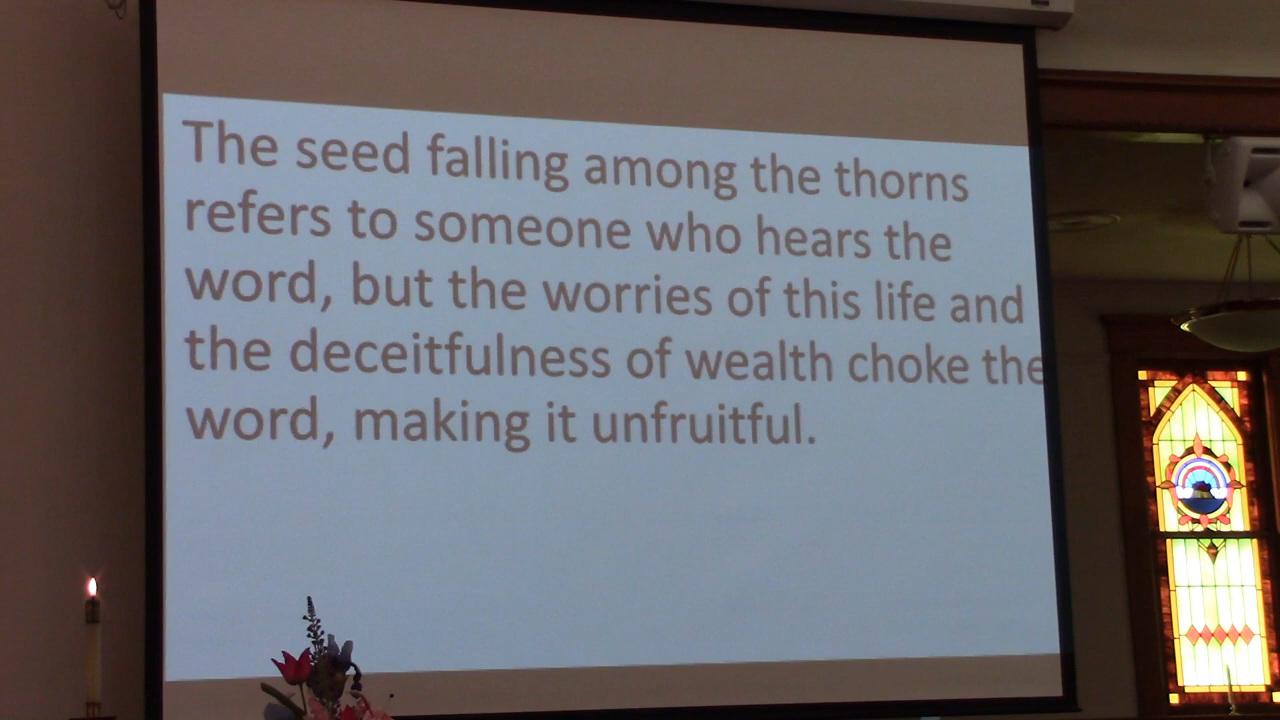 The seed falling among the thorns
refers to someone who hears the
word, but the worries of this life and
the deceitfulness of wealth choke the
word, making it unfruitful.